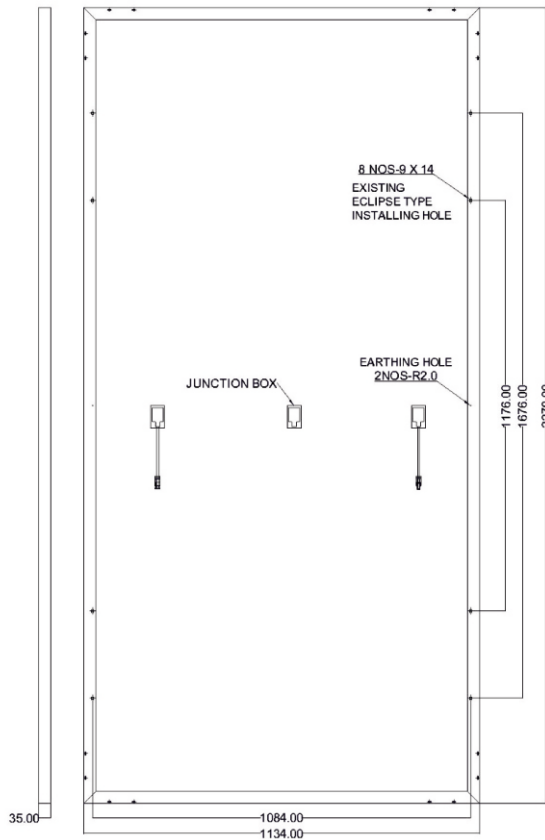 8 NOS-9 X 14
EXISTING
ECLIPSE TYPE
INSTALLING HOLE
EARTHING HOLE
2NOS-R2.0
JUNCTION BOX
1176.00
1676.00
35.00
1084.00
1134.00